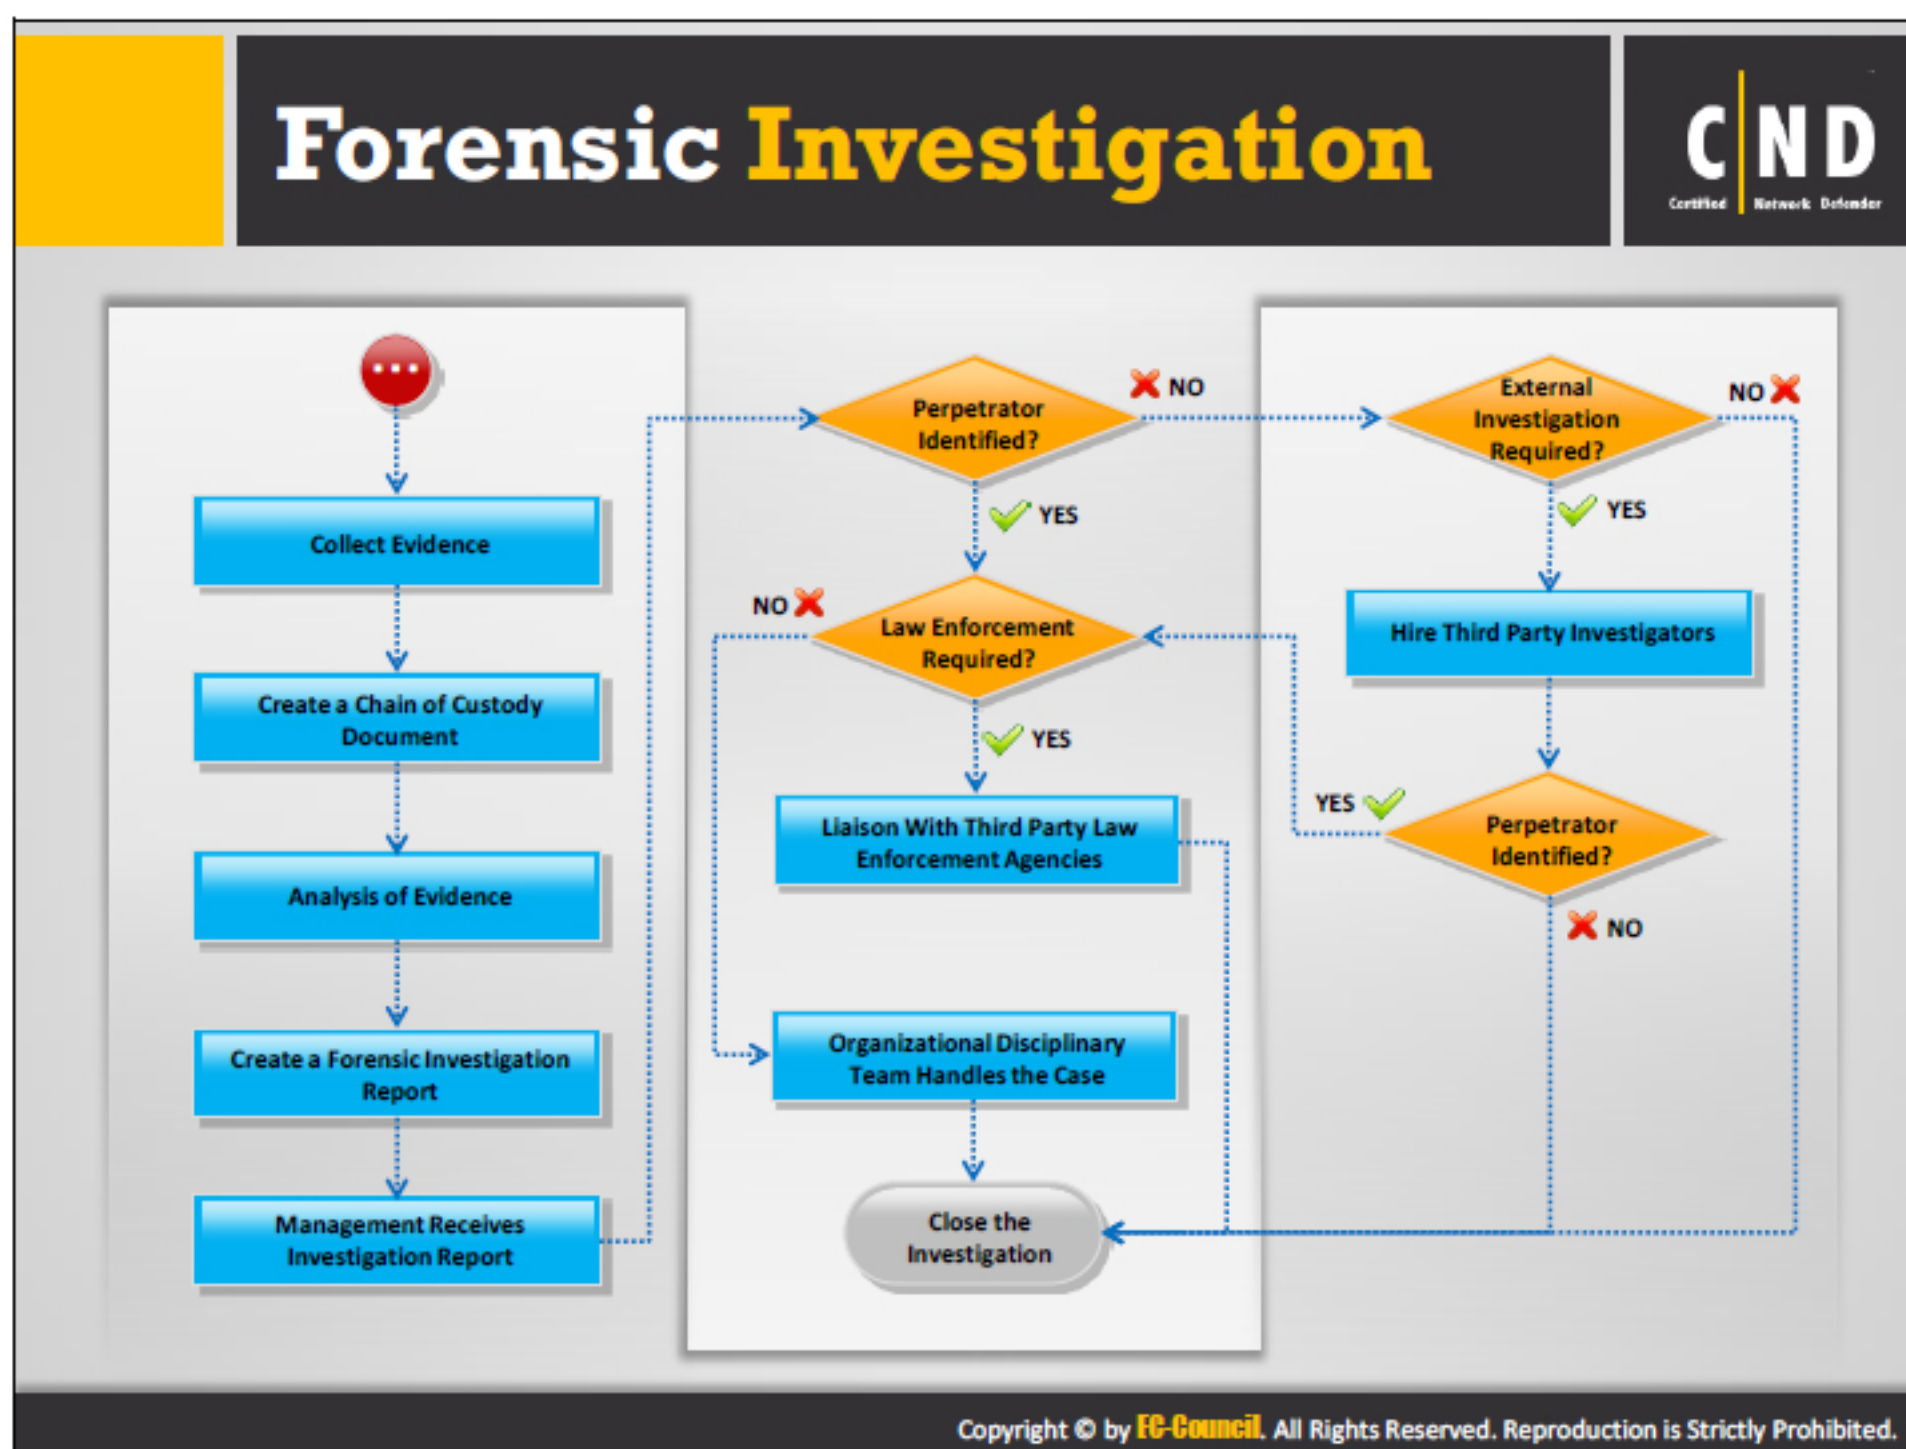 Forensic Investigation
C|ND
Certified Network Defender
Collect Evidence
Create a Chain of Custody
Document
Analysis of Evidence
Create a Forensic Investigation
Report
Management Receives
Investigation Report
Perpetrator
Identified?
NO
YES
Law Enforcement
Required?
NO
YES
Liaison With Third Party Law
Enforcement Agencies
Organizational Disciplinary
Team Handles the Case
Close the
Investigation
External
Investigation
Required?
NO
YES
Hire Third Party Investigators
Perpetrator
Identified?
YES
NO
Copyright © by EC-Council. All Rights Reserved. Reproduction is Strictly Prohibited.